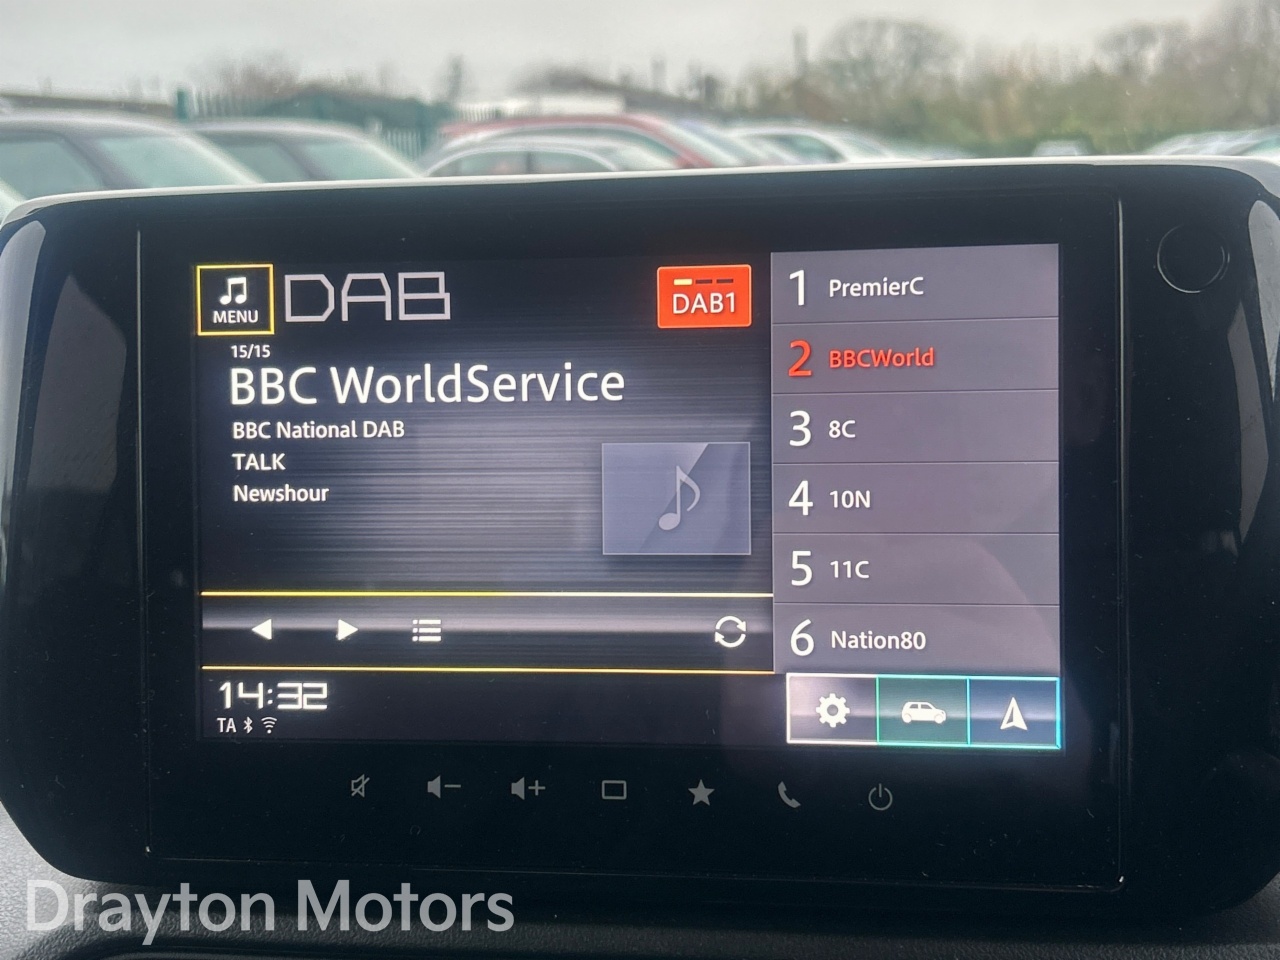 MENU
DAB
DAB1
15/15
BBC WorldService
BBC National DAB
TALK
Newshour
1 PremierC
2 BBCWorld
3 8C
4 10N
5 11C
6 Nation80
14:32
TA
Drayton Motors